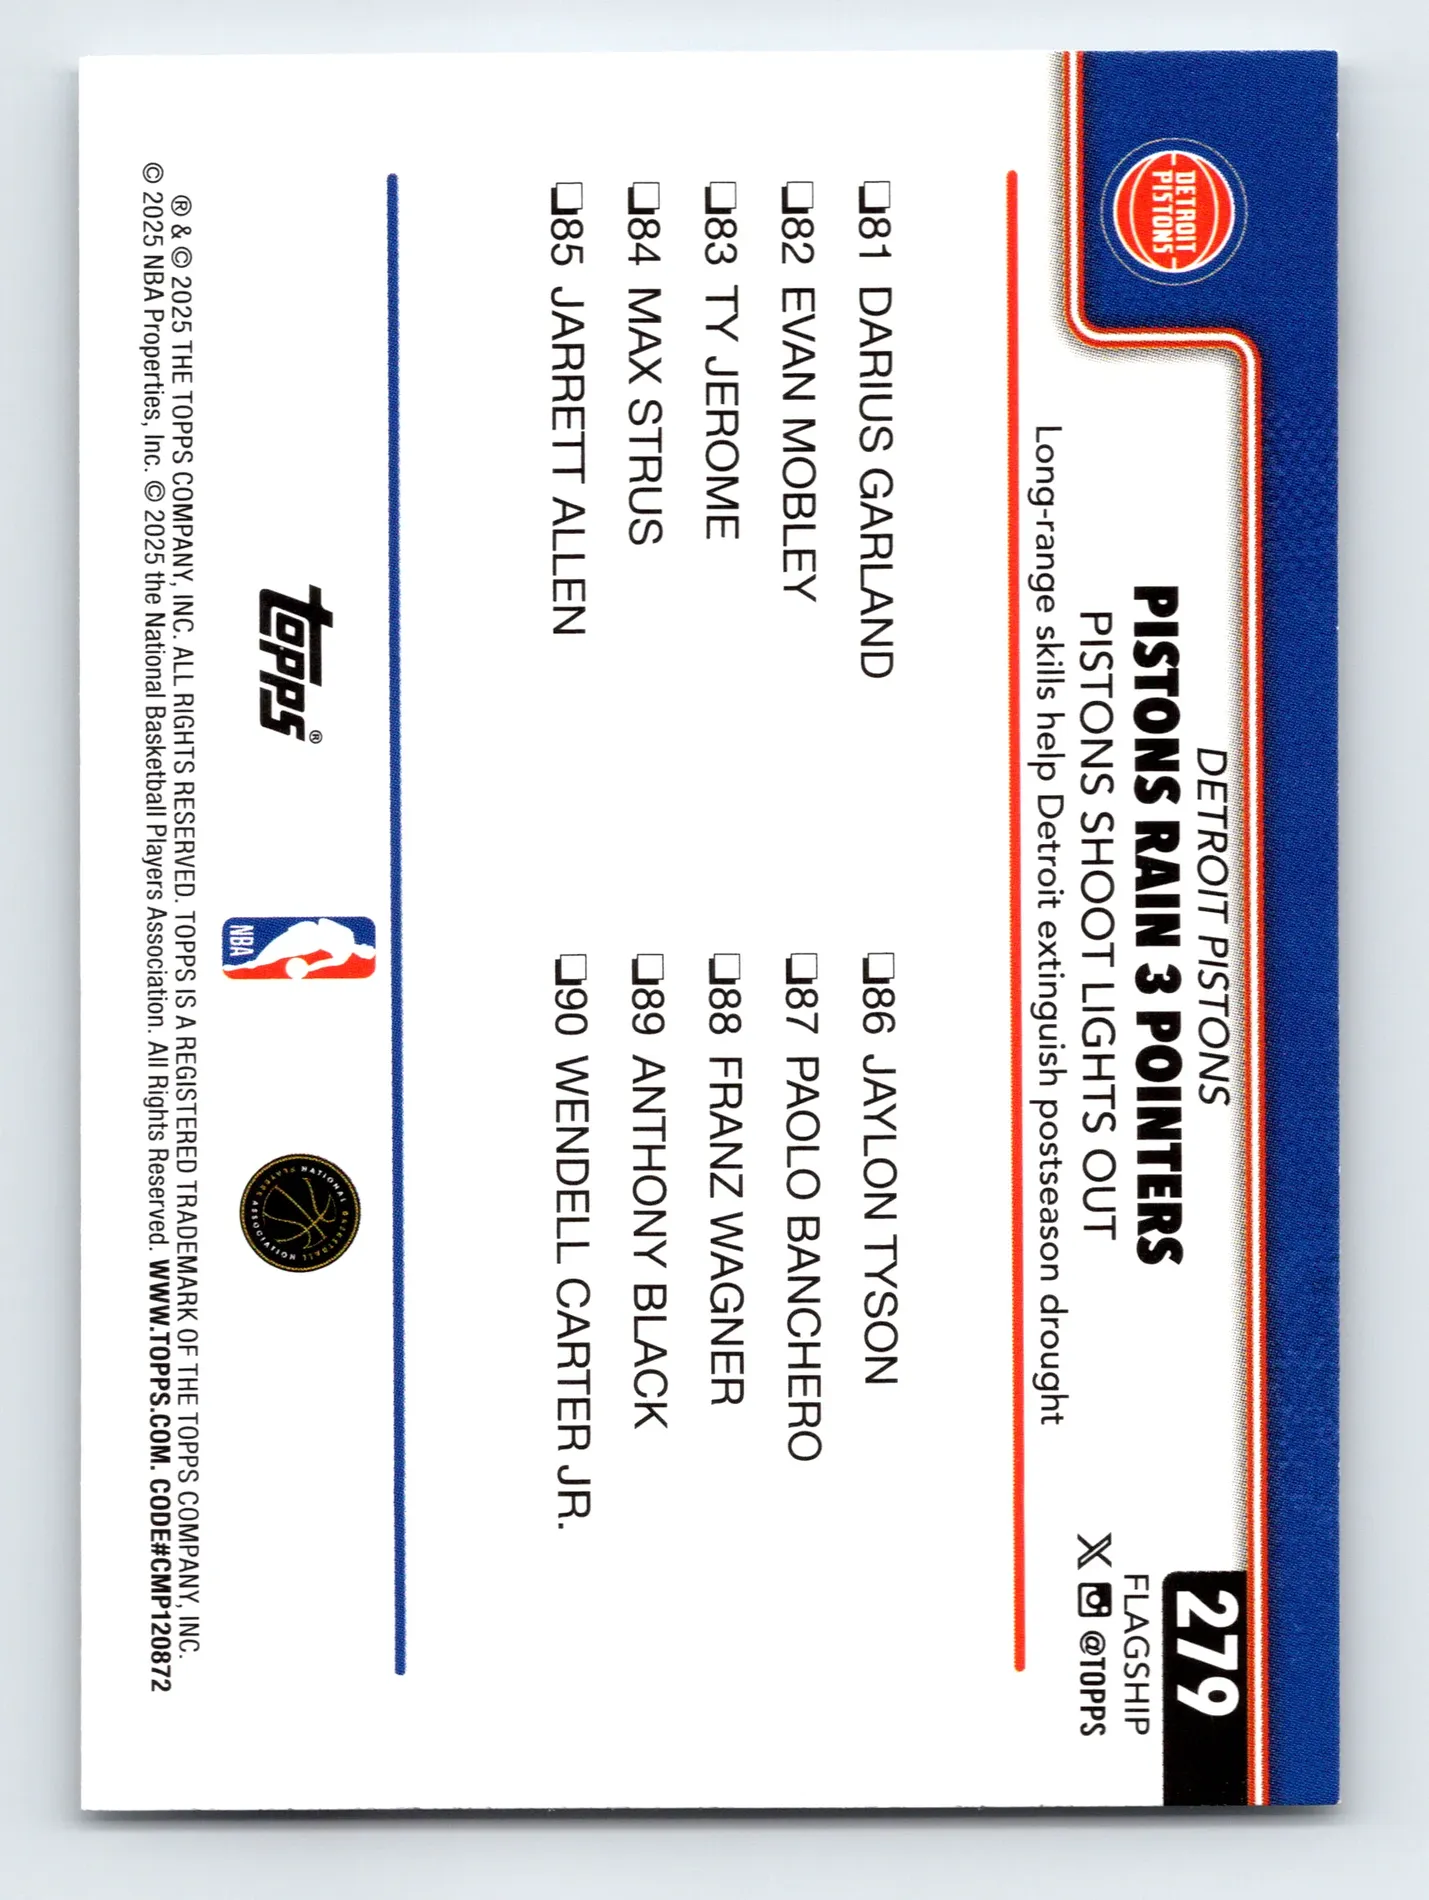 DETROIT
PISTONS
DETROIT PISTONS
PISTONS RAIN 3 POINTERS
PISTONS SHOOT LIGHTS OUT
Long-range skills help Detroit extinguish postseason drought
279
FLAGSHIP
@TOPPS
❏81 DARIUS GARLAND
❏82 EVAN MOBLEY
❏83 TY JEROME
❏84 MAX STRUS
❏85 JARRETT ALLEN
❏86 JAYLON TYSON
❏87 PAOLO BANCHERO
❏88 FRANZ WAGNER
❏89 ANTHONY BLACK
❏90 WENDELL CARTER JR.
topps®
NBA
NATIONAL BASKETBALL PLAYERS ASSOCIATION
® & © 2025 THE TOPPS COMPANY, INC. ALL RIGHTS RESERVED. TOPPS IS A REGISTERED TRADEMARK OF THE TOPPS COMPANY, INC.
© 2025 NBA Properties, Inc. © 2025 the National Basketball Players Association. All Rights Reserved. WWW.TOPPS.COM. CODE#CMP120872